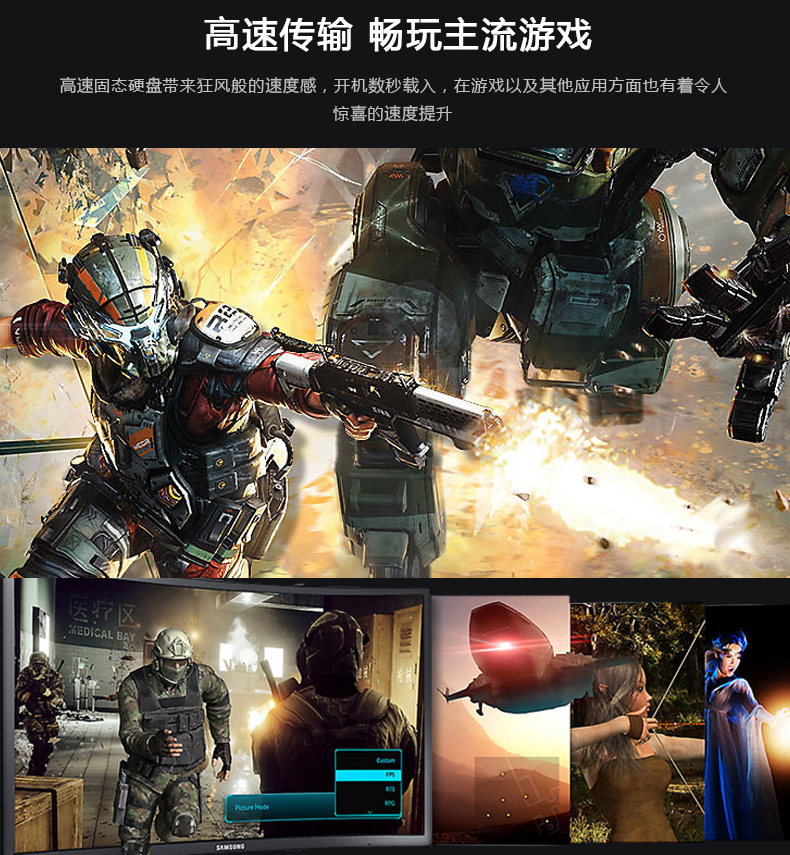 高速传输 畅玩主流游戏
高速固态硬盘带来狂风般的速度感，开机数秒载入，在游戏以及其他应用方面也有着令人
惊喜的速度提升
医疗区
MEDICAL BAY
Custom
FPS
RTS
RPG
Picture Mode
SAMSUNG